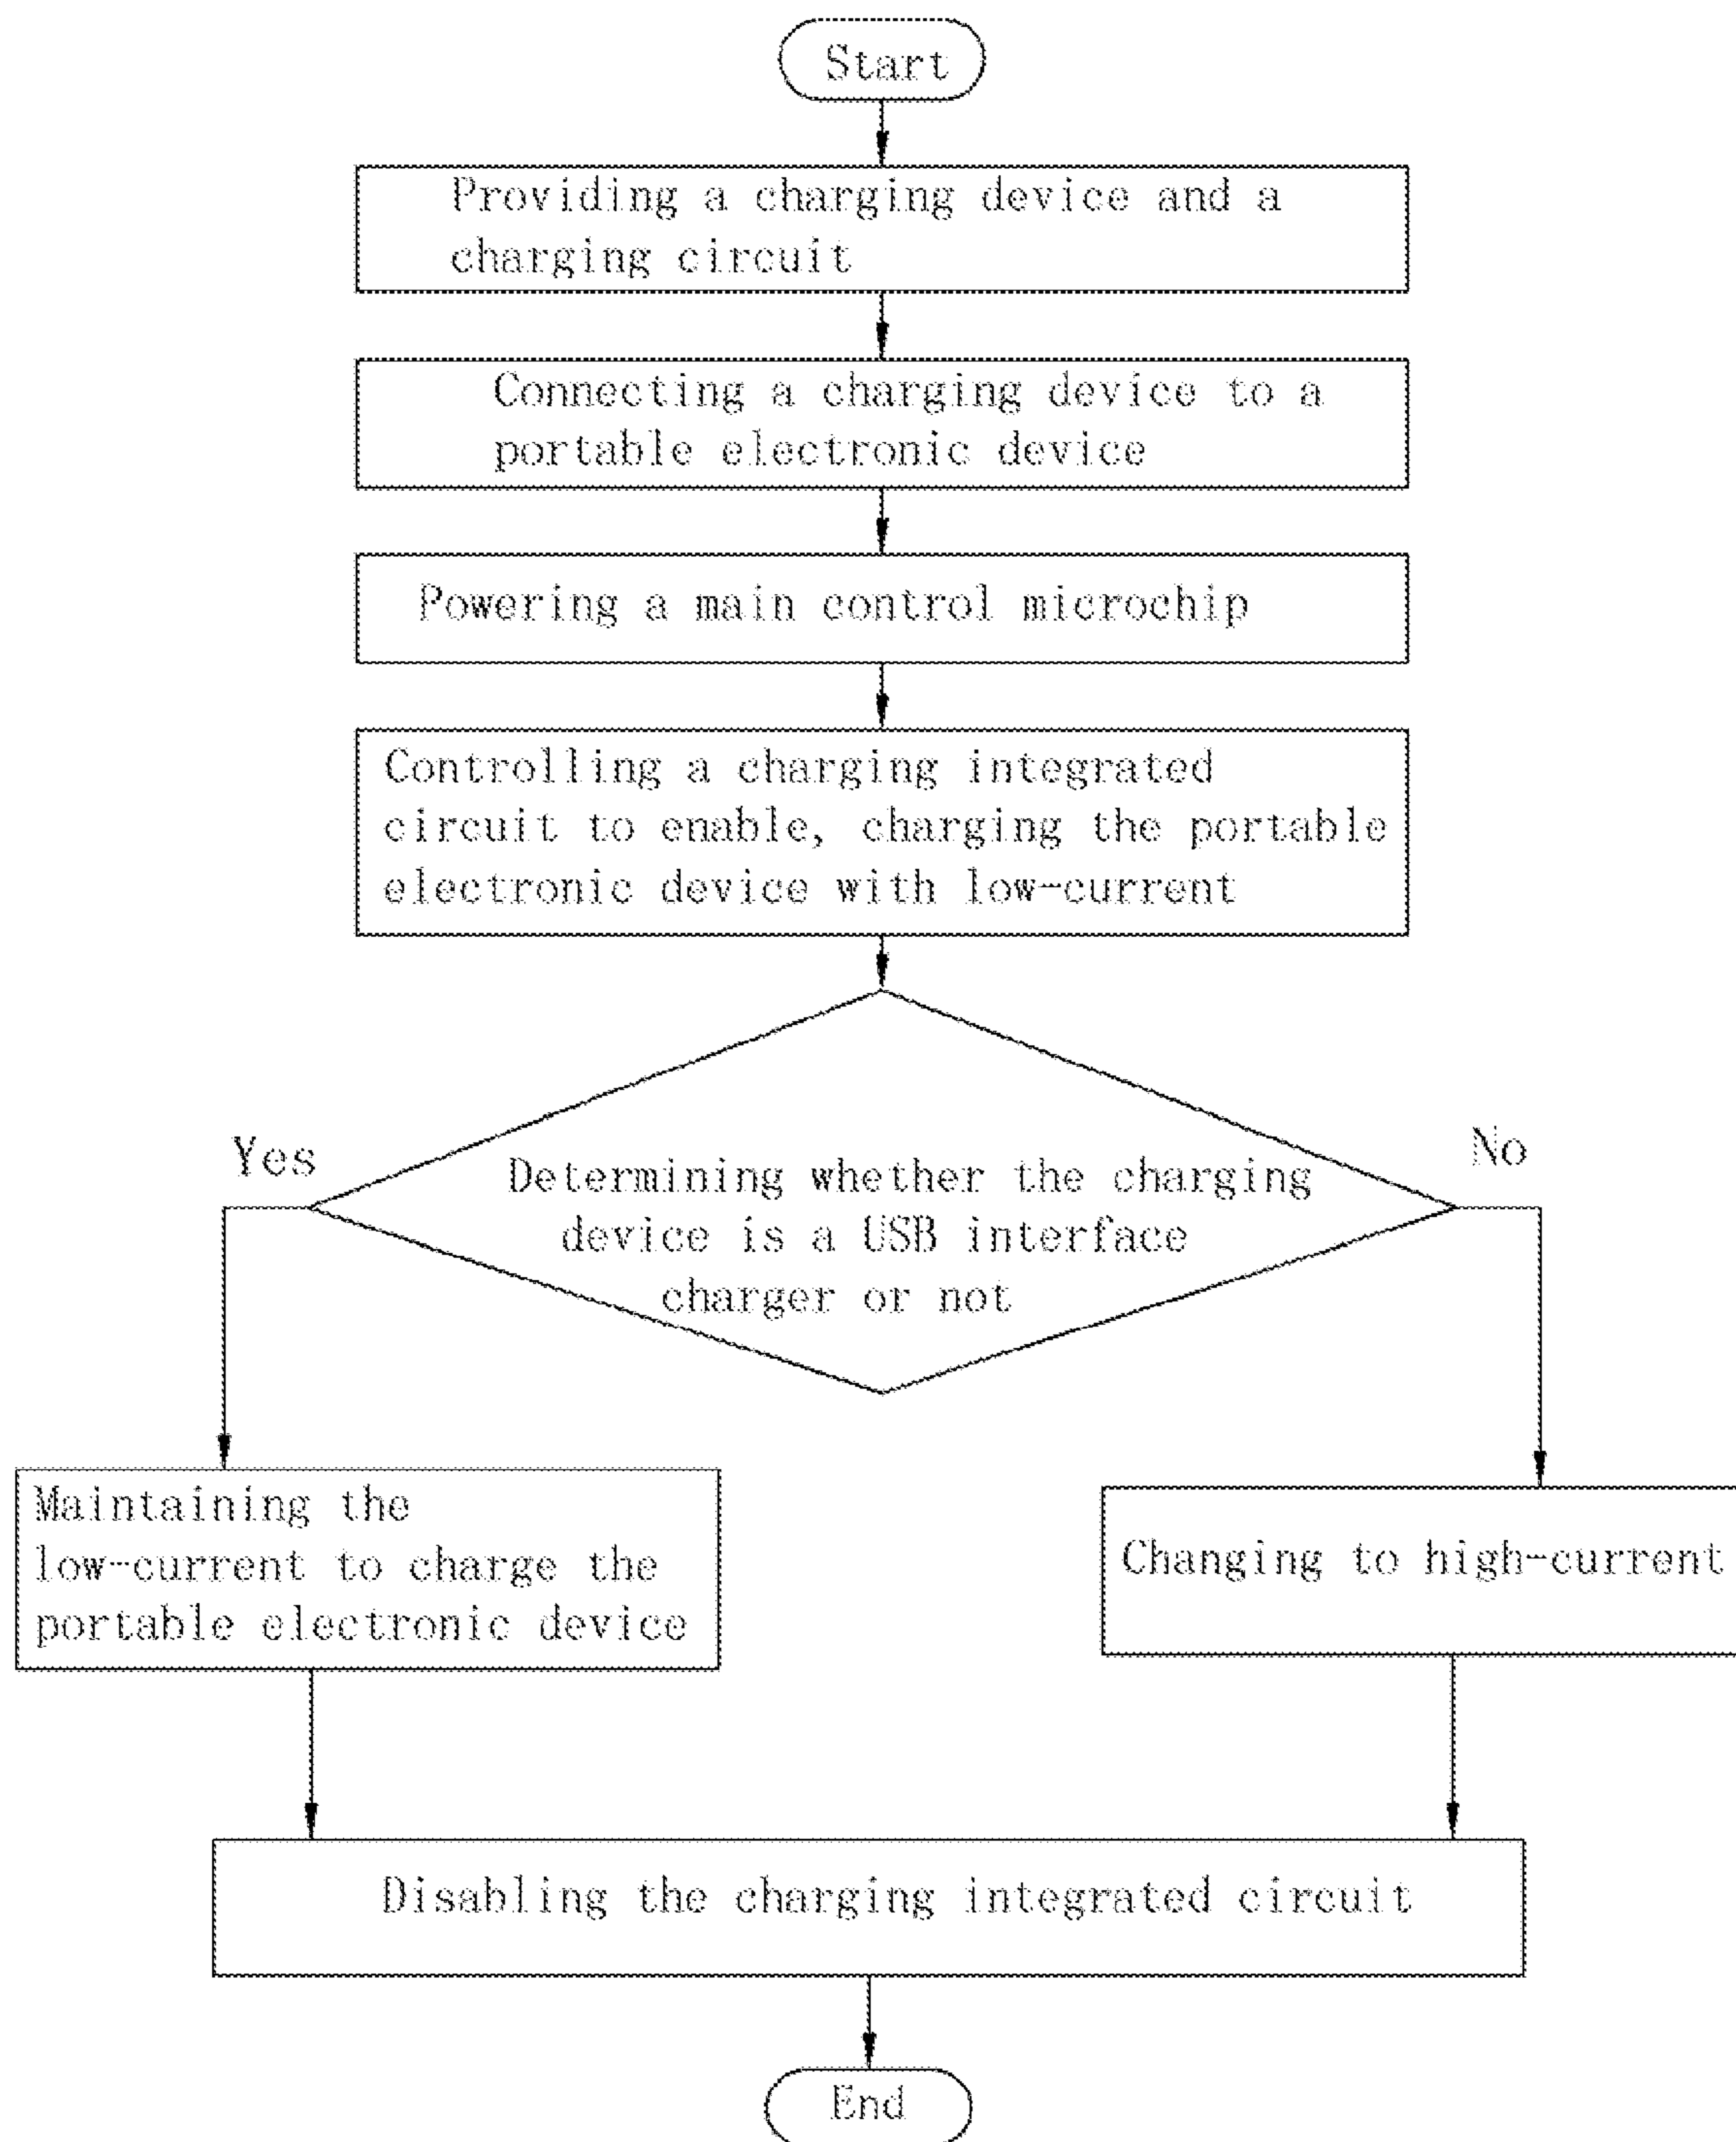 Start
Providing a charging device and a
charging circuit
Connecting a charging device to a
portable electronic device
Powering a main control microchip
Controlling a charging integrated
circuit to enable, charging the portable
electronic device with low-current
Yes
No
Determining whether the charging
device is a USB interface
charger or not
Maintaining the
low-current to charge the
portable electronic device
Changing to high-current
Disabling the charging integrated circuit
End